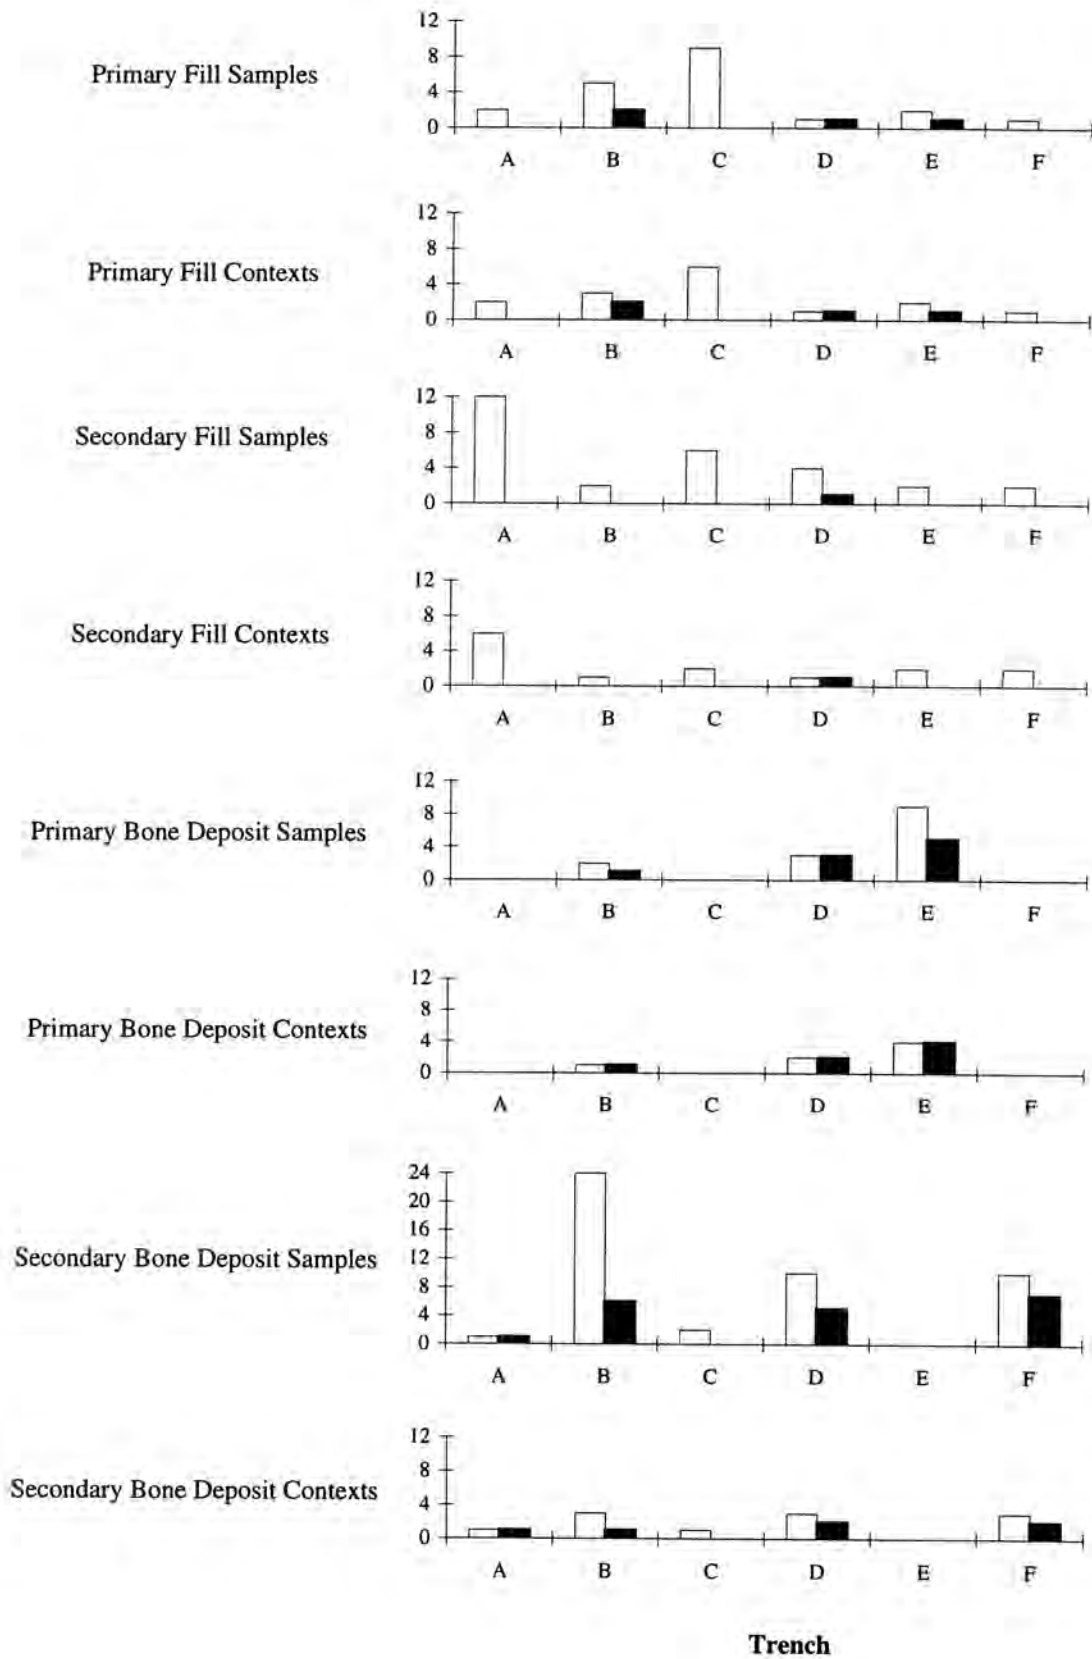 12
8
Primary Fill Samples
4
0
A B C D E F
12
8
Primary Fill Contexts
4
0
A B C D E F
12
Secondary Fill Samples
8
4
0
A B C D E F
12
8
Secondary Fill Contexts
4
0
A B C D E F
12
8
Primary Bone Deposit Samples
4
0
A B C D E F
12
8
Primary Bone Deposit Contexts
4
0
A B C D E F
24
20
16
Secondary Bone Deposit Samples
12
8
4
0
A B C D E F
12
8
Secondary Bone Deposit Contexts
4
0
A B C D E F
Trench